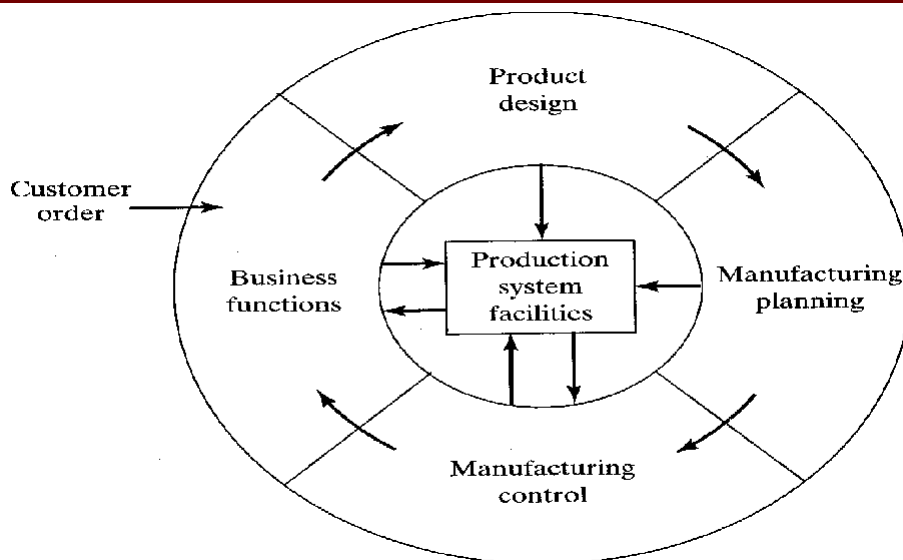 Product
design
Customer
order
Business
functions
Production
system
facilities
Manufacturing
planning
Manufacturing
control